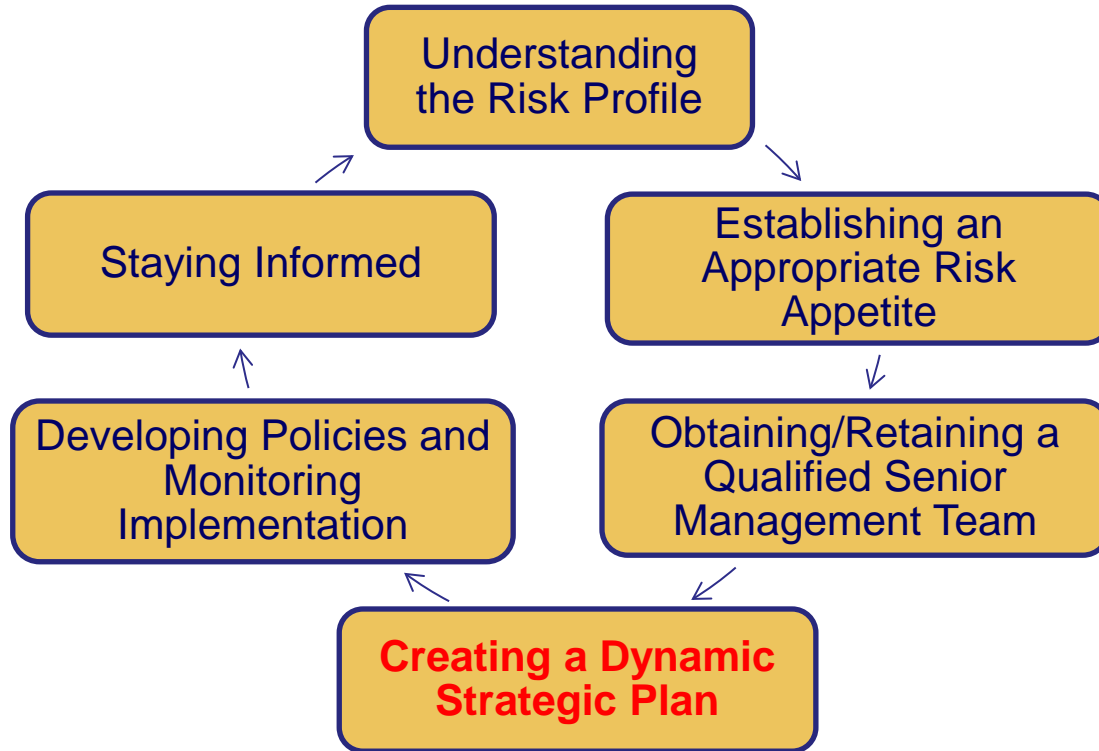 Understanding
the Risk Profile
Establishing an
Appropriate Risk
Appetite
Obtaining/Retaining a
Qualified Senior
Management Team
Creating a Dynamic
Strategic Plan
Developing Policies and
Monitoring
Implementation
Staying Informed